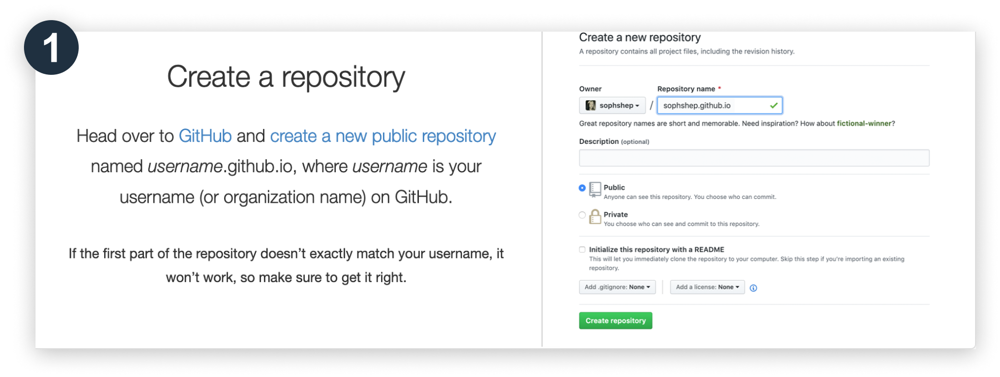 1
Create a repository
Head over to GitHub and create a new public repository
named username.github.io, where username is your
username (or organization name) on GitHub.
If the first part of the repository doesn’t exactly match your username, it
won’t work, so make sure to get it right.
Create a new repository
A repository contains all project files, including the revision history.
Owner
Repository name *
sophshep / sophshep.github.io
Great repository names are short and memorable. Need inspiration? How about fictional-winner?
Description (optional)
Public
Anyone can see this repository. You choose who can commit.
Private
You choose who can see and commit to this repository.
Initialize this repository with a README
This will let you immediately clone the repository to your computer. Skip this step if you’re importing an existing
repository.
Add .gitignore: None
Add a license: None
Create repository